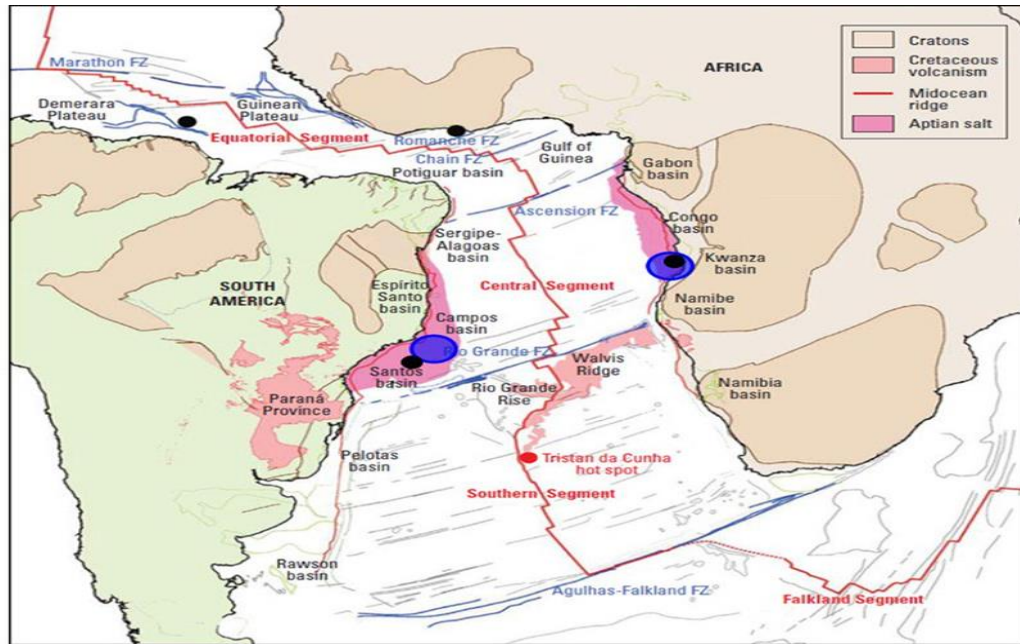 Marathon FZ
Demerara
Plateau
Guinean
Plateau
Equatorial Segment
Romanche FZ
Chain FZ
Potiguar basin
Gulf of
Guinea
AFRICA
Cratons
Cretaceous
volcanism
Midocean
ridge
Aptian salt
Gabon
basin
Ascension FZ
Congo
basin
Sergipe-
Alagoas
basin
Kwanza
basin
SOUTH
AMERICA
Espírito
Santo
basin
Central Segment
Namibe
basin
Campos
basin
Rio Grande FZ
Santos
basin
Walvis
Ridge
Rio Grande
Rise
Namibia
basin
Paraná
Province
Pelotas
basin
Tristan da Cunha
hot spot
Southern Segment
Rawson
basin
Agulhas-Falkland FZ
Falkland Segment